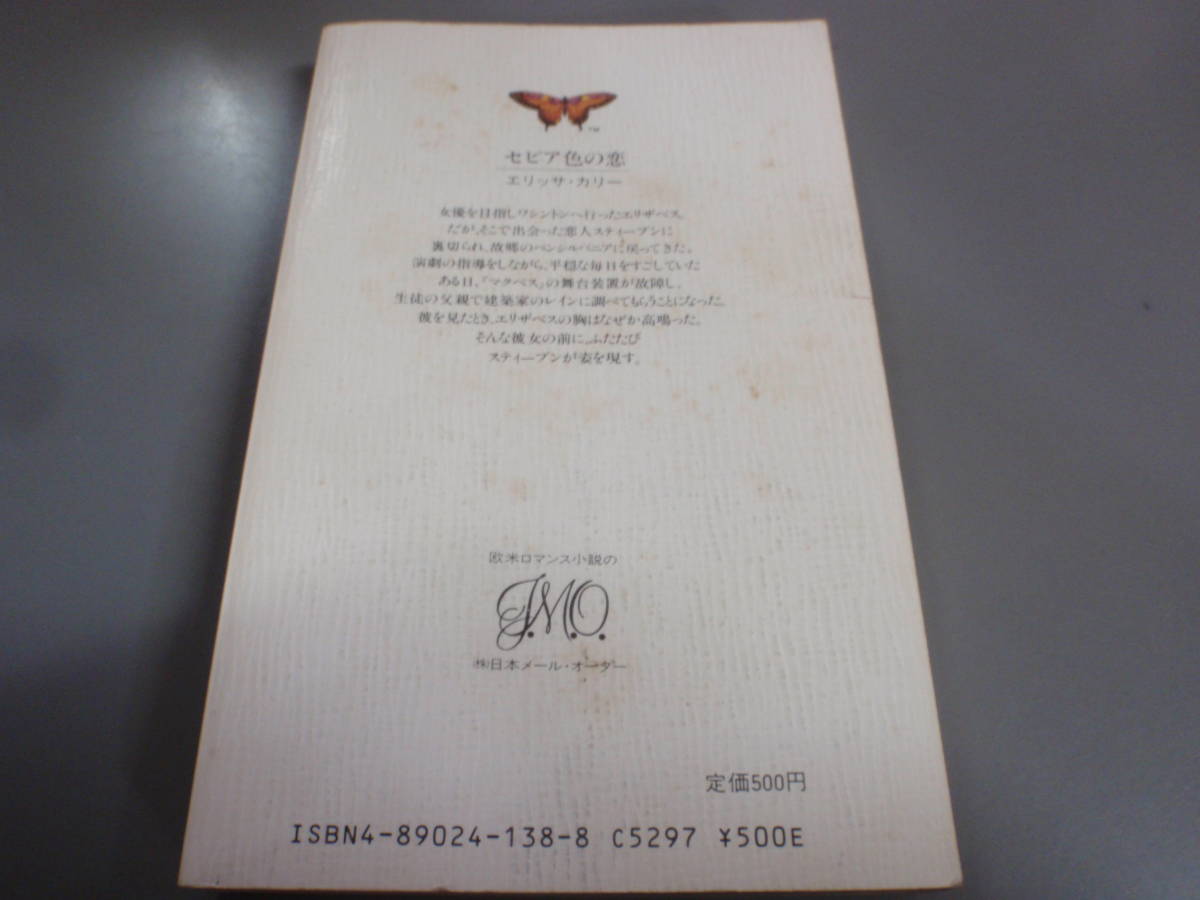 TM
セピア色の恋
エリッサ・カリー
女優を目指しワシントンへ行ったエリザベス。
だが、そこで出会った恋人スティーブンに
裏切られ、故郷のペンシルバニアに戻ってきた。
演劇の指導をしながら、平穏な毎日をすごしていた
ある日、「マクベス」の舞台装置が故障し、
生徒の父親で建築家のレインに調べてもらうことになった。
彼を見たとき、エリザベスの胸はなぜか高鳴った。
そんな彼女の前に、ふたたび
スティーブンが姿を現す。
欧米ロマンス小説の
J.M.O.
㈱日本メール・オーダー
定価500円
ISBN4-89024-138-8 C5297 ¥500E